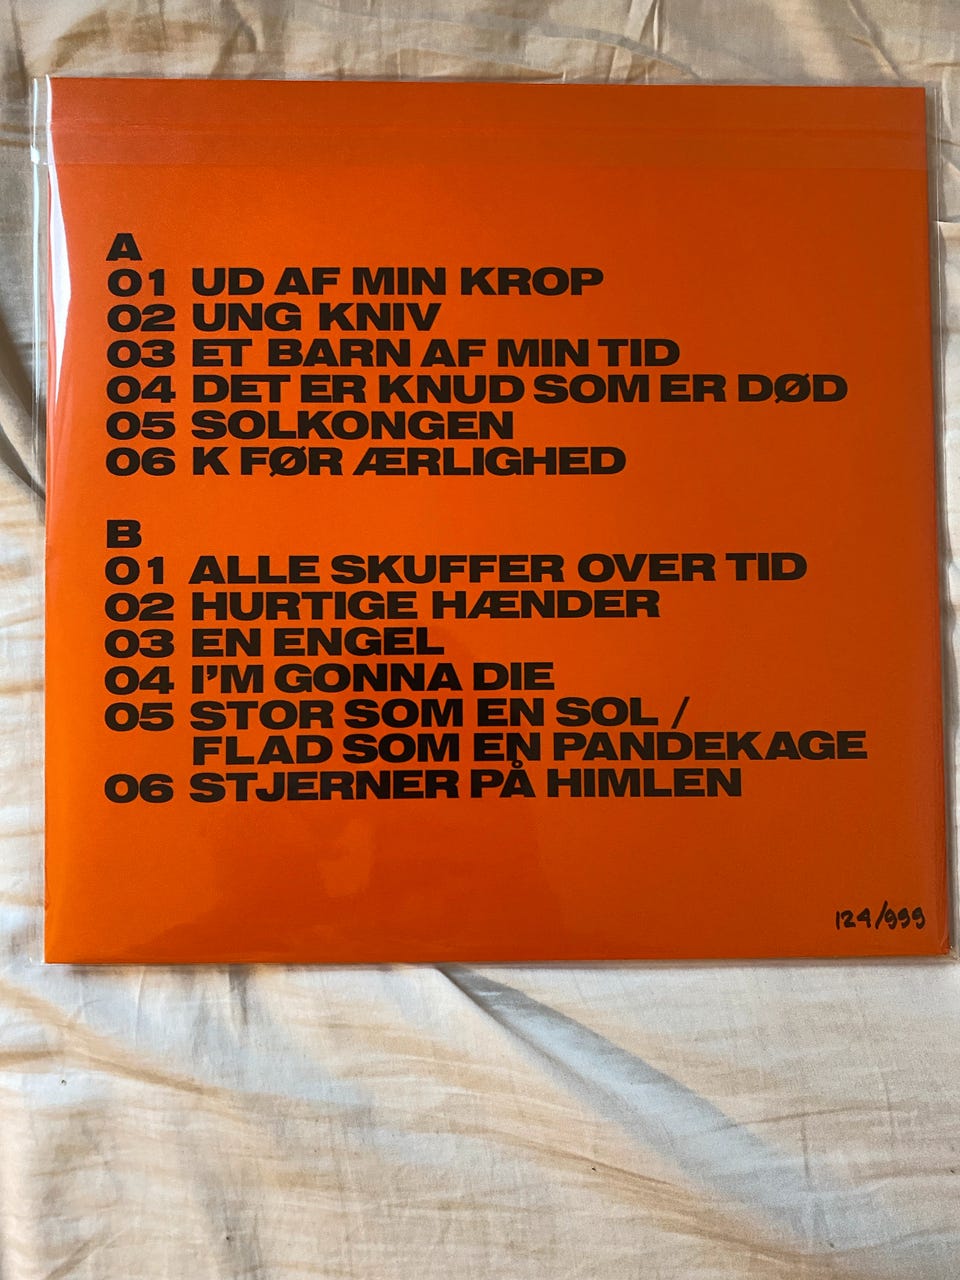 A
01 UD AF MIN KROP
02 UNG KNIV
03 ET BARN AF MIN TID
04 DET ER KNUD SOM ER DØD
05 SOLKONGEN
06 K FØR ÆRLIGHED
B
01 ALLE SKUFFER OVER TID
02 HURTIGE HÆNDER
03 EN ENGEL
04 I'M GONNA DIE
05 STOR SOM EN SOL /
FLAD SOM EN PANDEKAGE
06 STJERNER PÅ HIMLEN
124/999